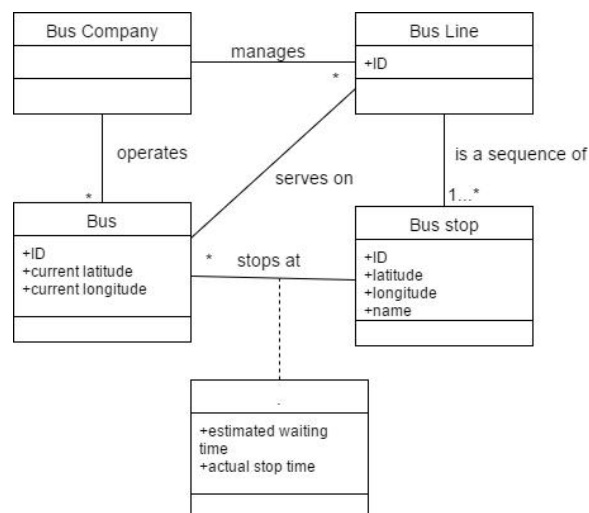 Bus Company
Bus Line
+ID
manages
*
operates
*
serves on
is a sequence of
1...*
Bus
+ID
+current latitude
+current longitude
*
stops at
Bus stop
+ID
+latitude
+longitude
+name
.
+estimated waiting
time
+actual stop time